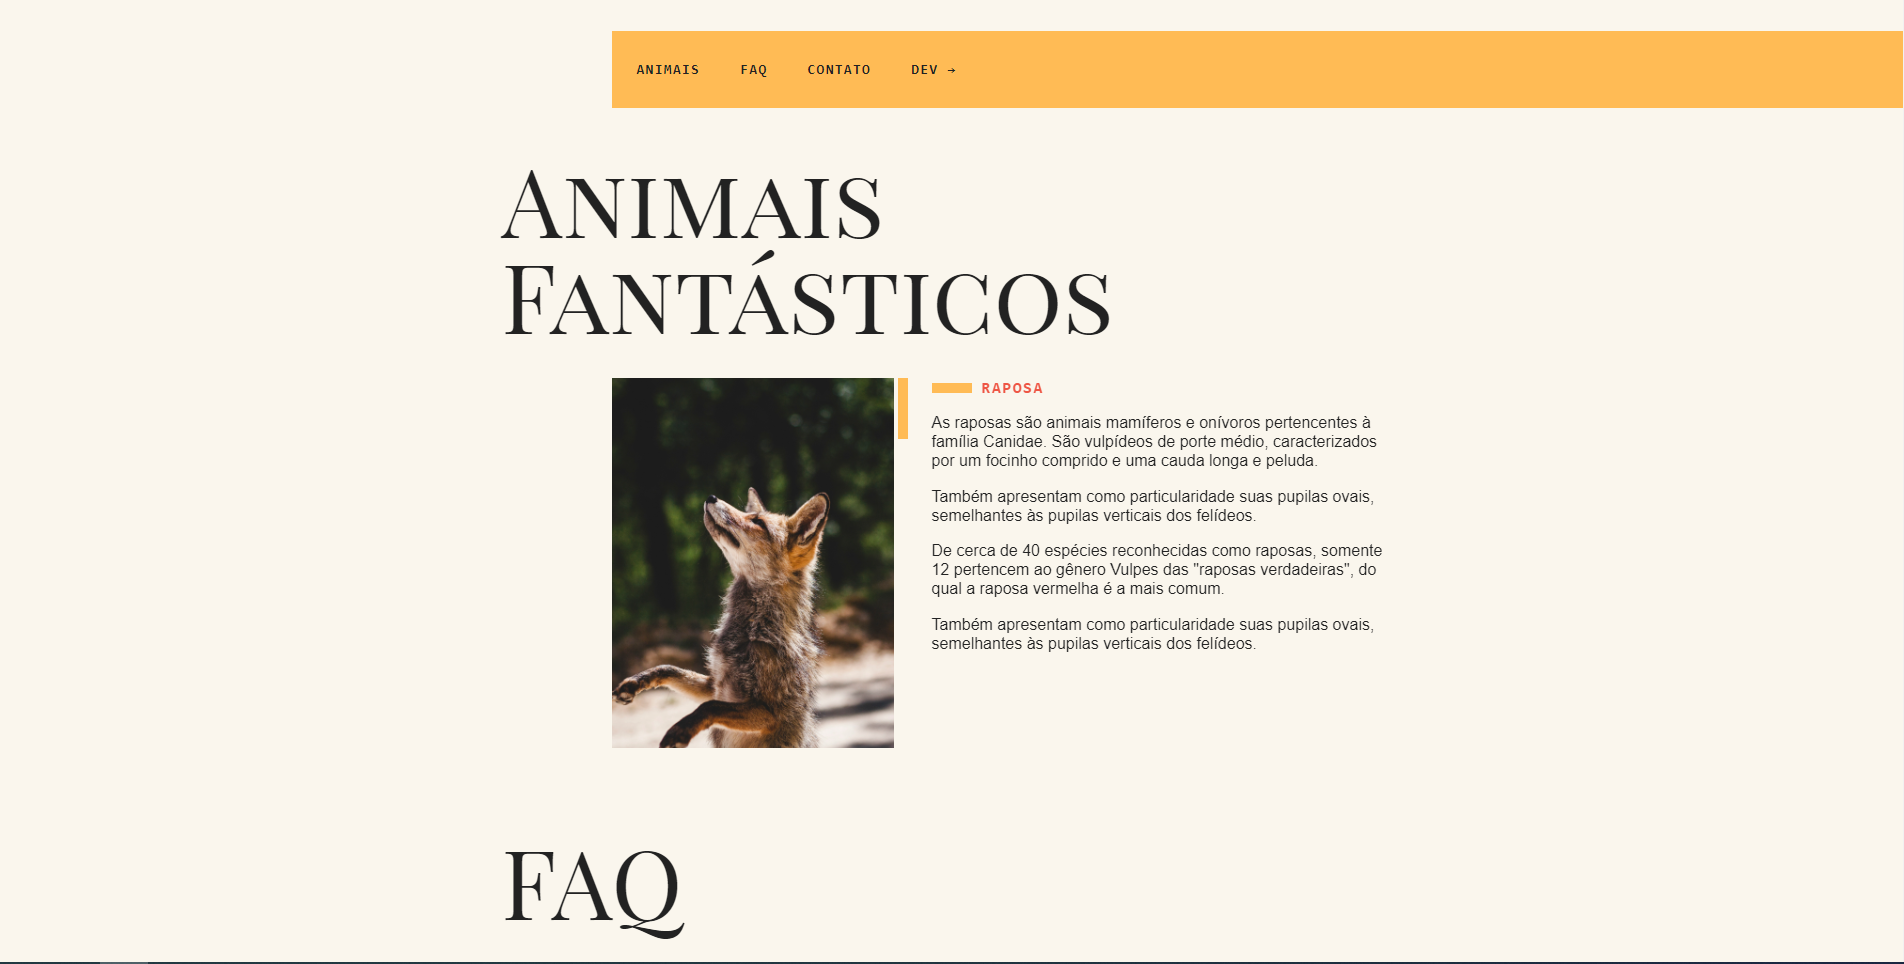 ANIMAIS FAQ CONTATO DEV →
Animais
Fantásticos
RAPOSA
As raposas são animais mamíferos e onívoros pertencentes à
família Canidae. São vulpídeos de porte médio, caracterizados
por um focinho comprido e uma cauda longa e peluda.
Também apresentam como particularidade suas pupilas ovais,
semelhantes às pupilas verticais dos felídeos.
De cerca de 40 espécies reconhecidas como raposas, somente
12 pertencem ao gênero Vulpes das "raposas verdadeiras", do
qual a raposa vermelha é a mais comum.
Também apresentam como particularidade suas pupilas ovais,
semelhantes às pupilas verticais dos felídeos.
FAQ